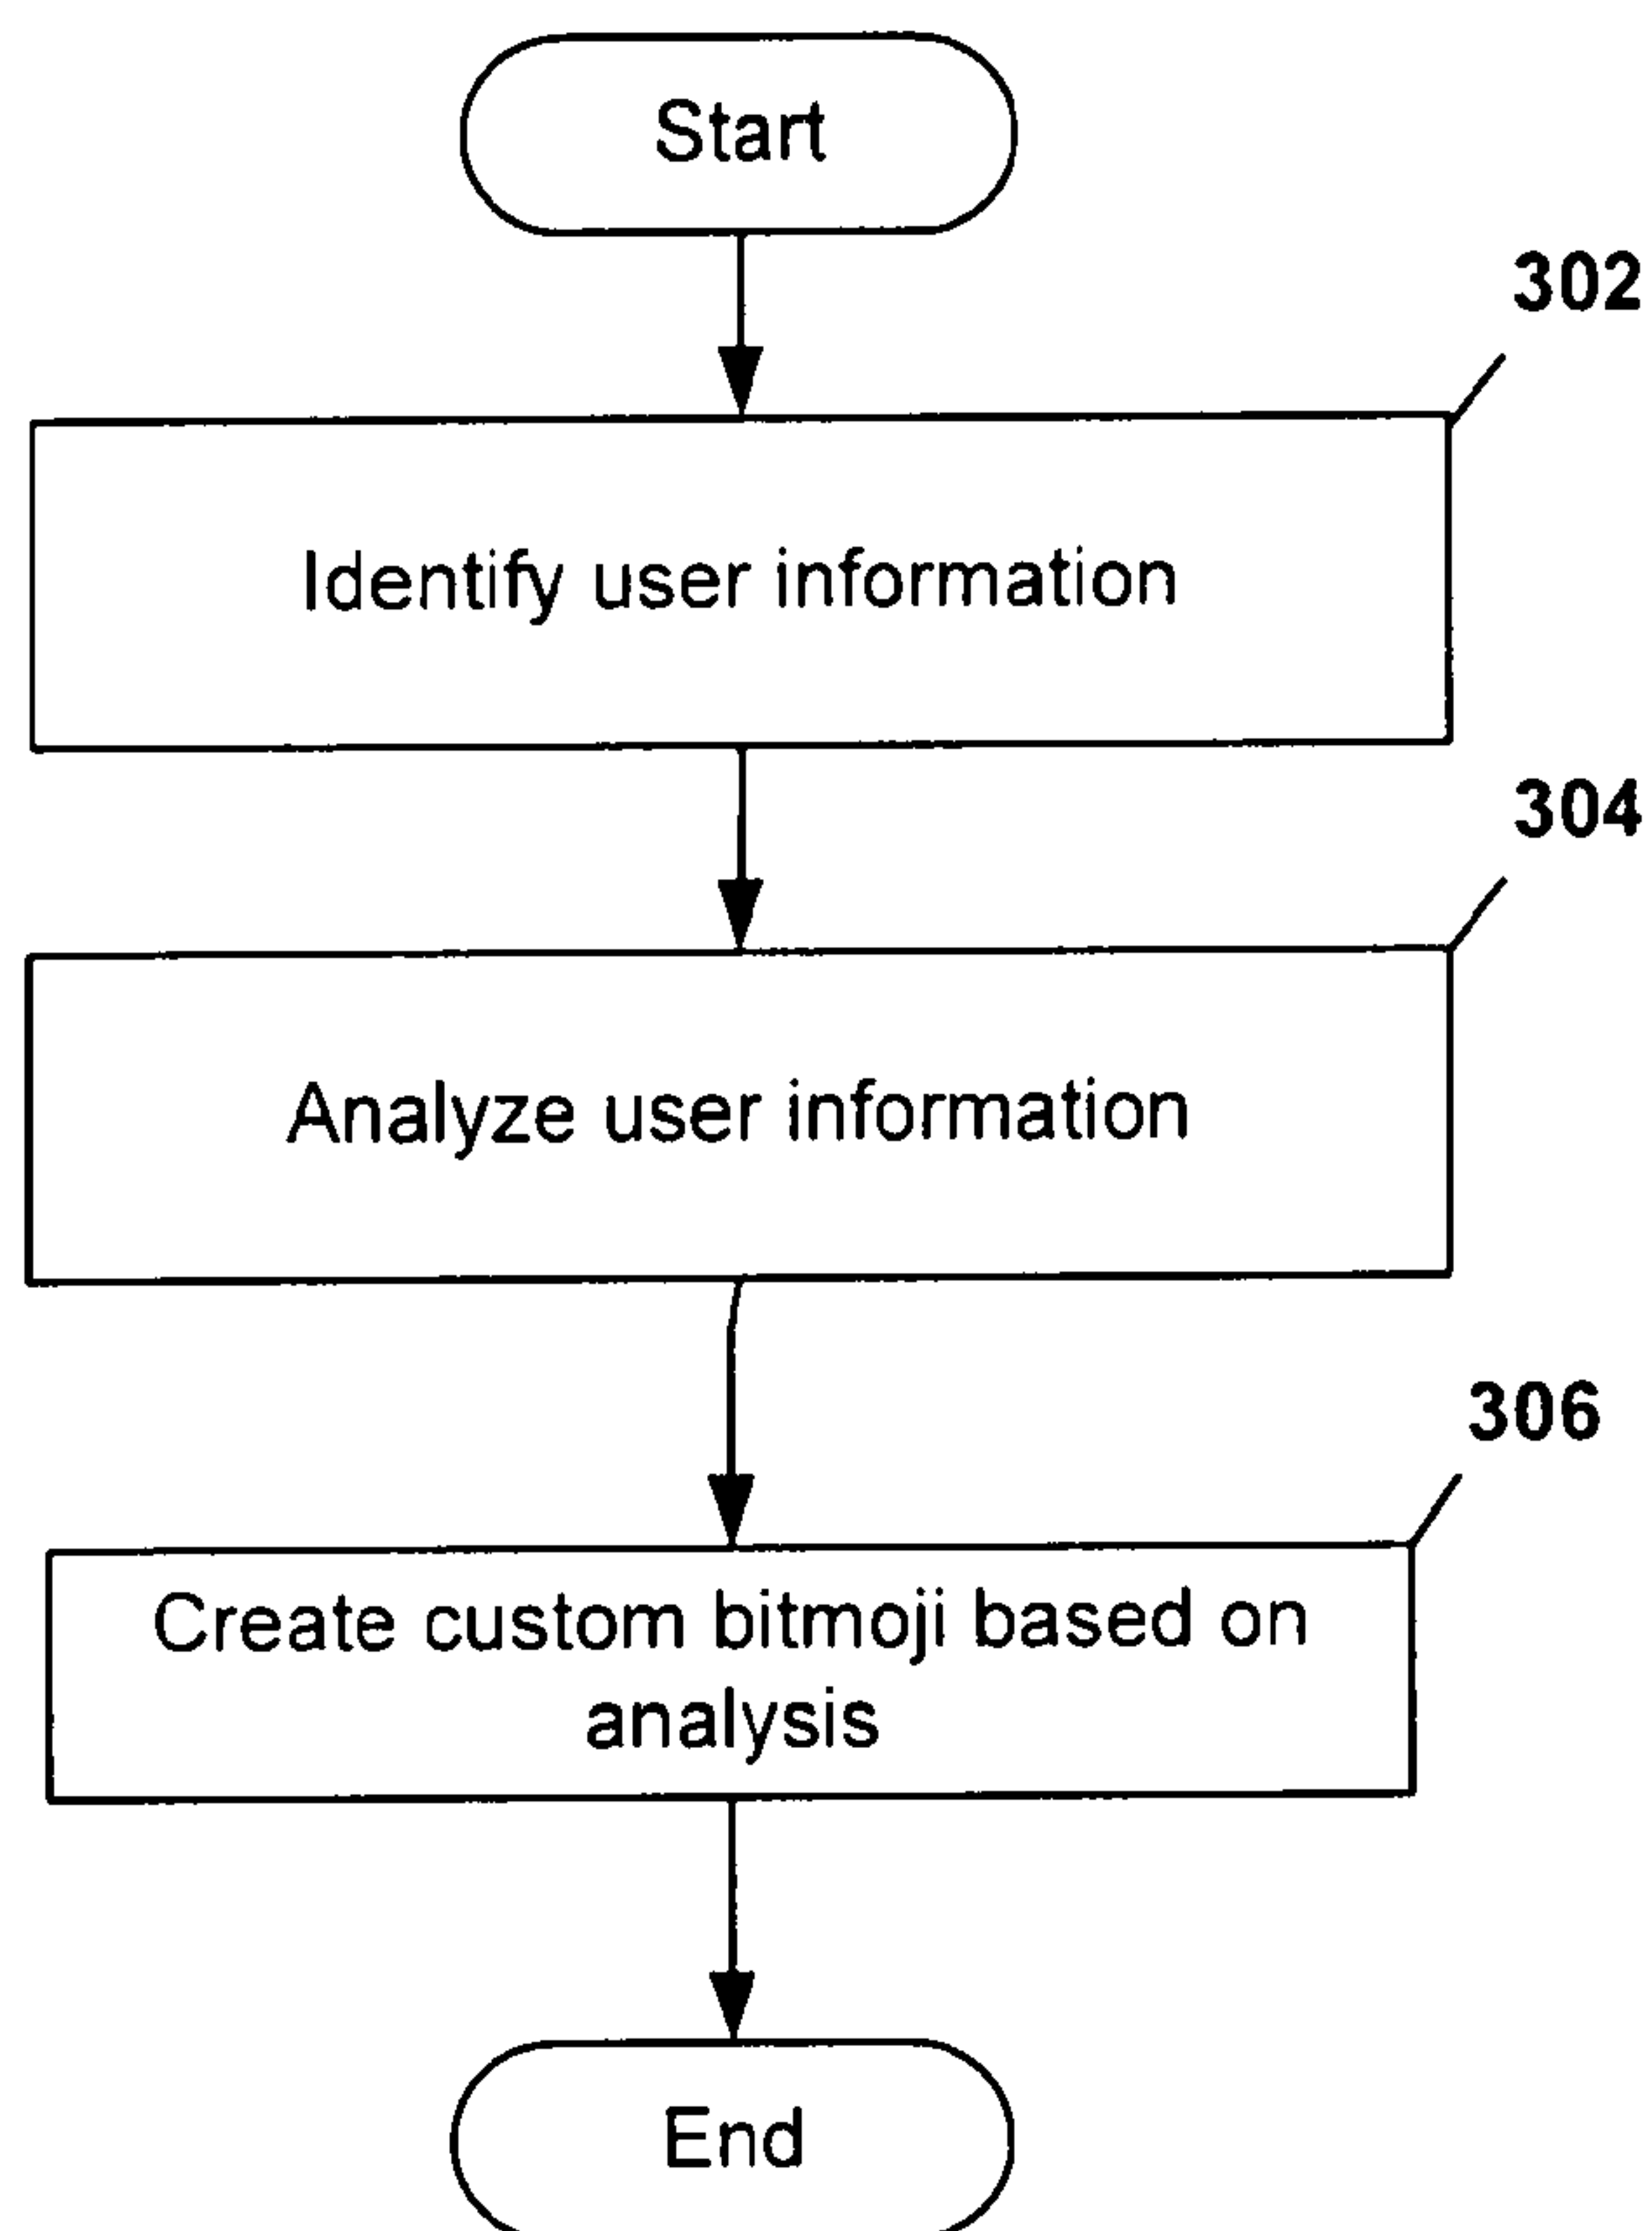 Start
302
Identify user information
304
Analyze user information
306
Create custom bitmoji based on
analysis
End